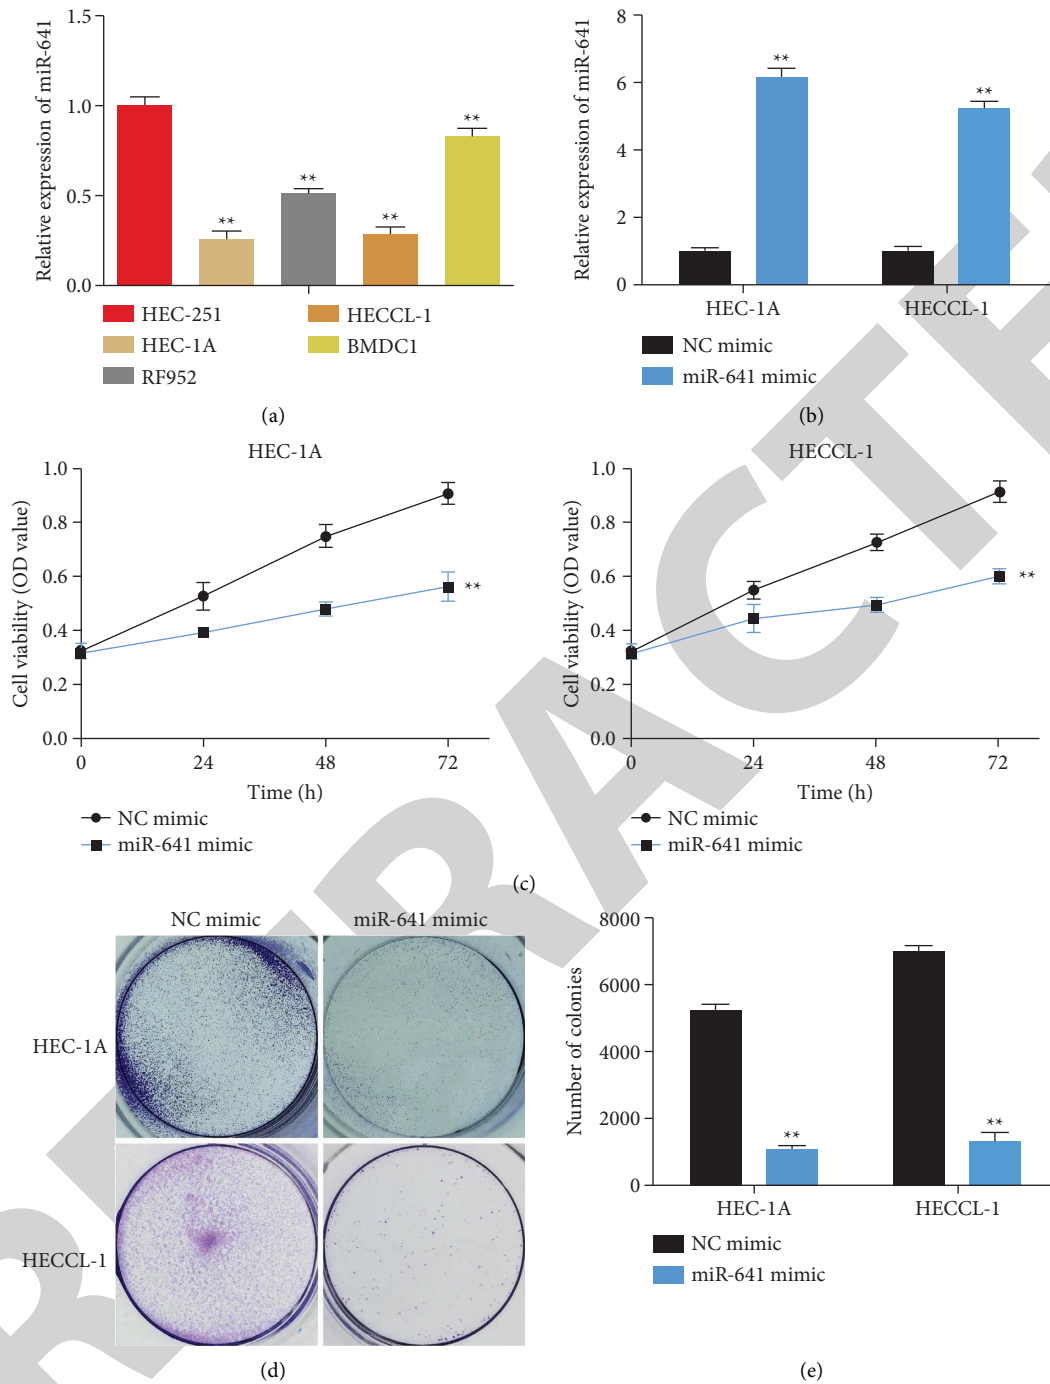 Relative expression of miR-641
1.5
1.0
0.5
0.0
**
**
**
**
HEC-251
HEC-1A
RF952
HECCL-1
BMDC1
(a)
Relative expression of miR-641
8
6
4
2
0
**
**
HEC-1A
HECCL-1
NC mimic
miR-641 mimic
(b)
HEC-1A
Cell viability (OD value)
1.0
0.8
0.6
0.4
0.2
0.0
**
0
24
48
72
Time (h)
NC mimic
miR-641 mimic
HECCL-1
Cell viability (OD value)
1.0
0.8
0.6
0.4
0.2
0.0
**
0
24
48
72
Time (h)
NC mimic
miR-641 mimic
(c)
NC mimic
miR-641 mimic
HEC-1A
HECCL-1
(d)
Number of colonies
8000
6000
4000
2000
0
**
**
HEC-1A
HECCL-1
NC mimic
miR-641 mimic
(e)
RETRACTE